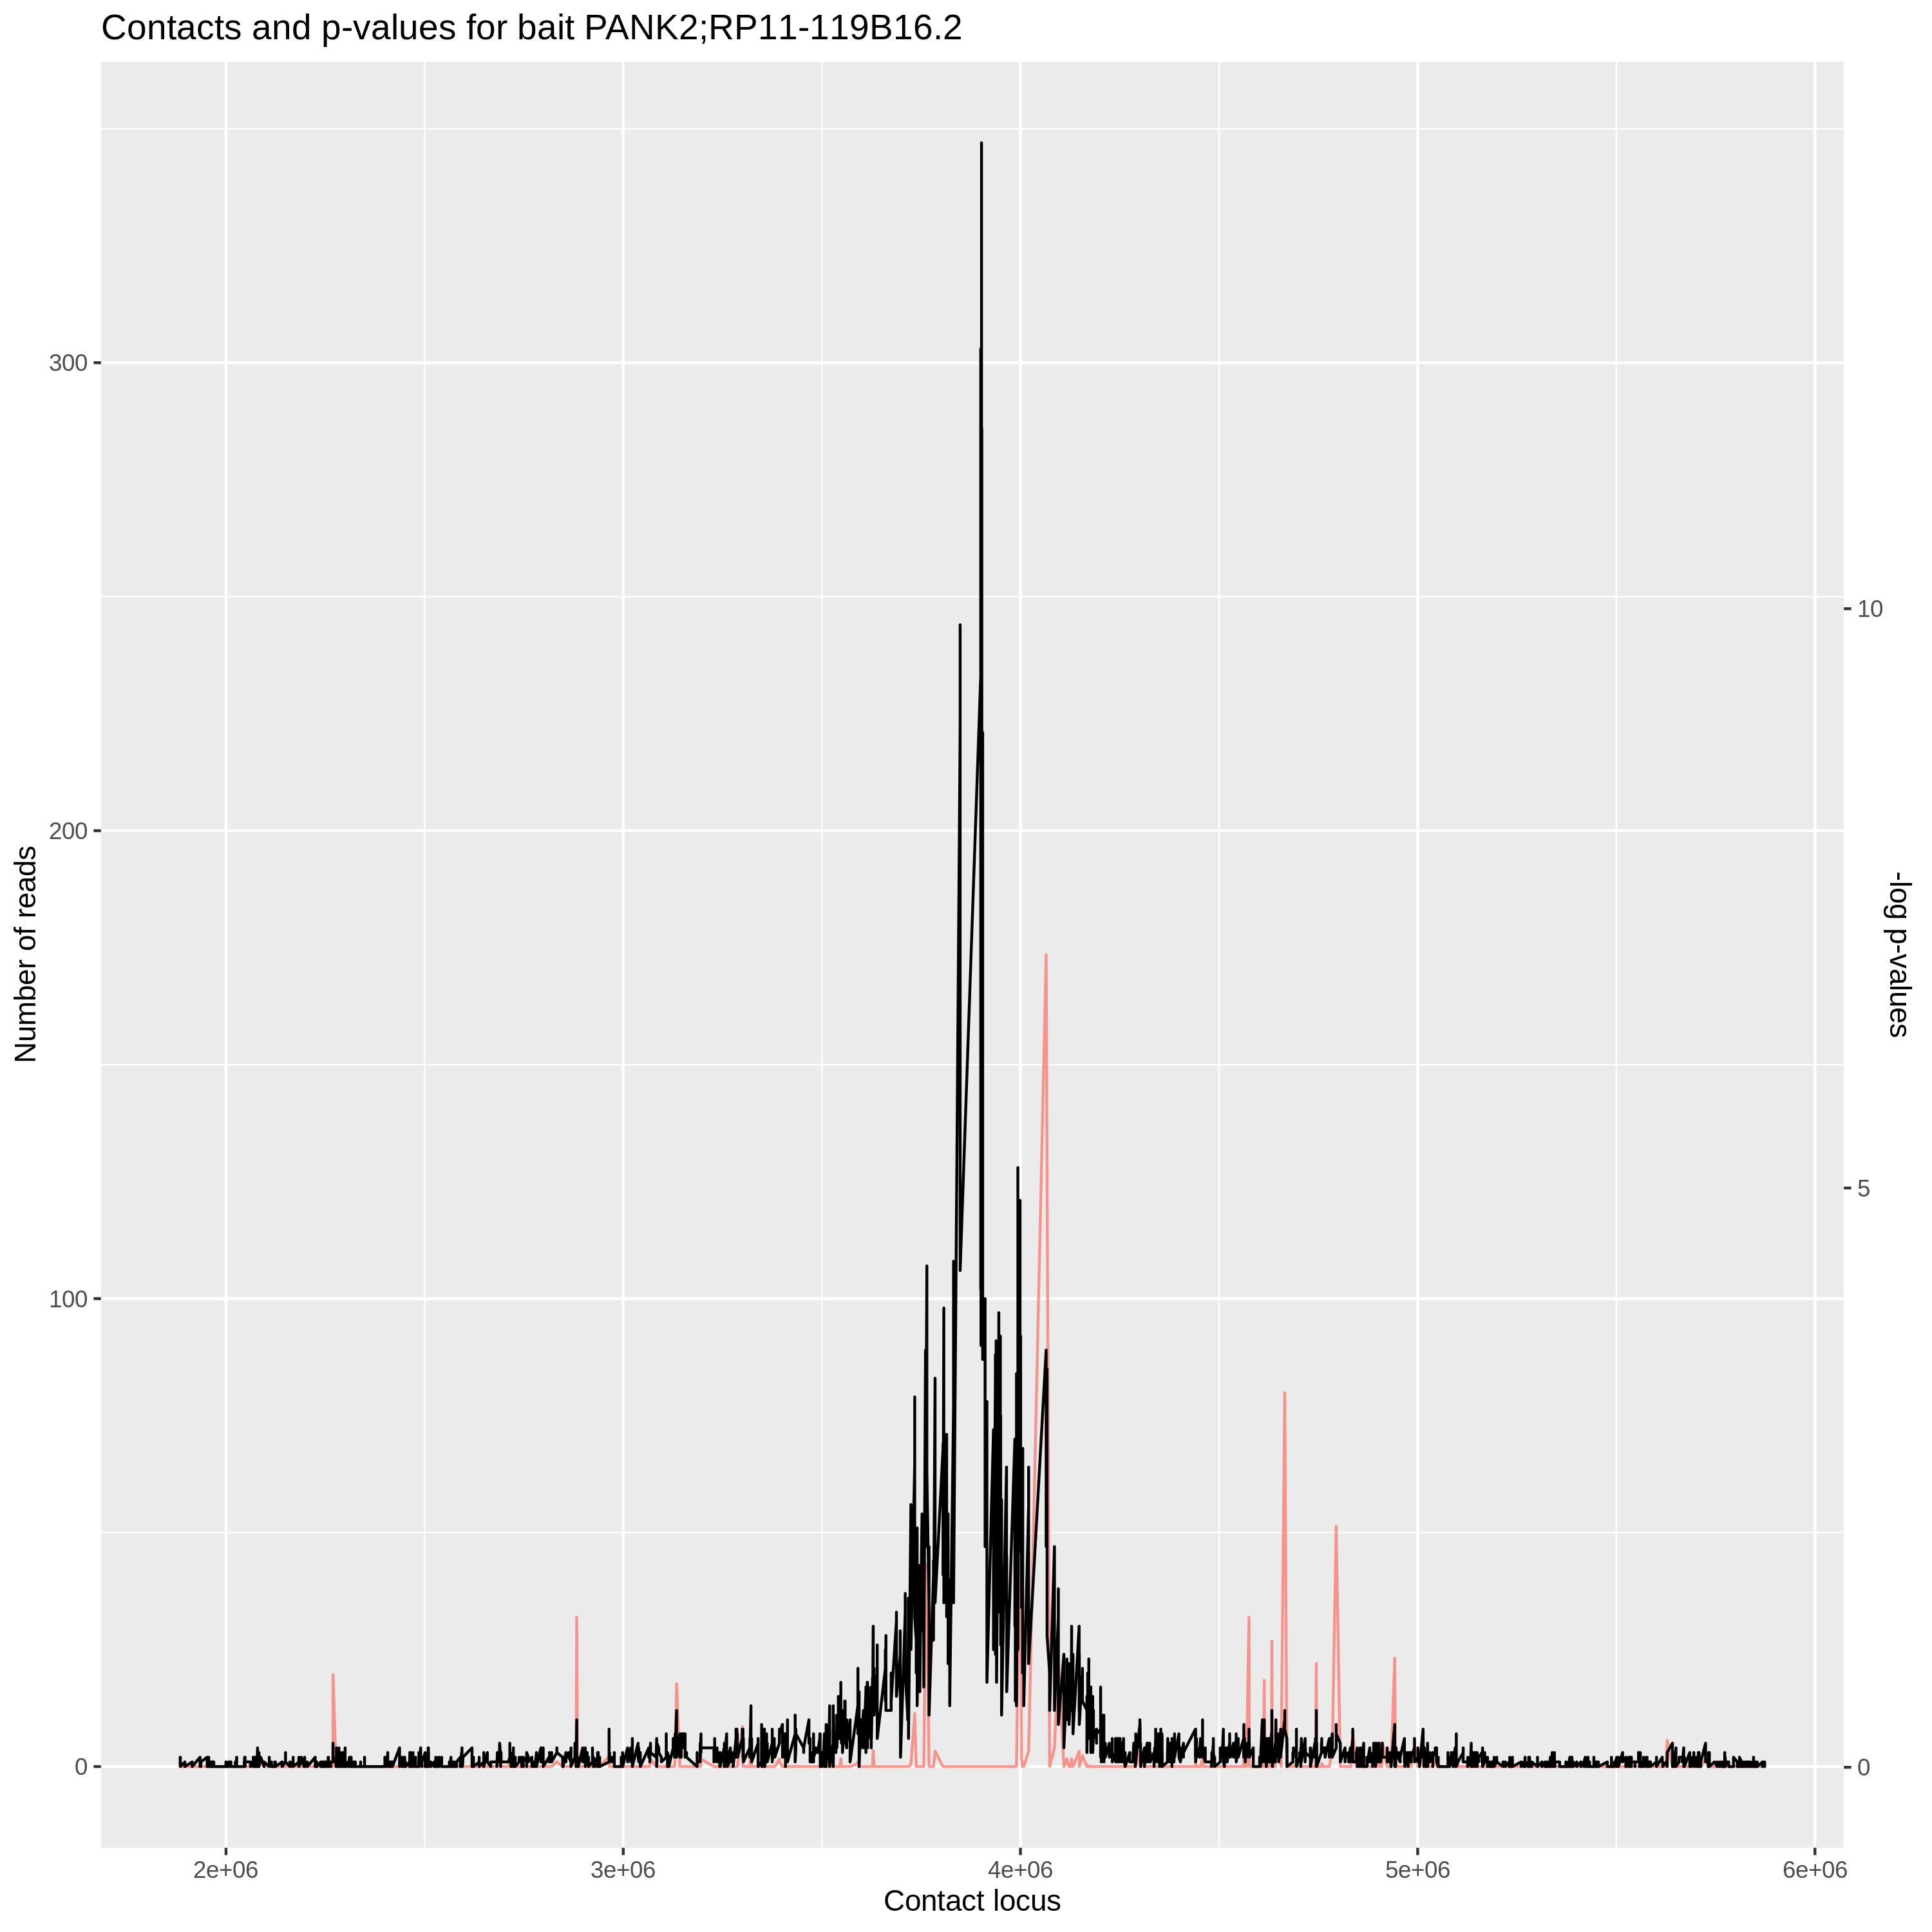 Contacts and p-values for bait PANK2;RP11-119B16.2
300
200
100
0
Number of reads
10
5
0
-log p-values
2e+06
3e+06
4e+06
5e+06
6e+06
Contact locus